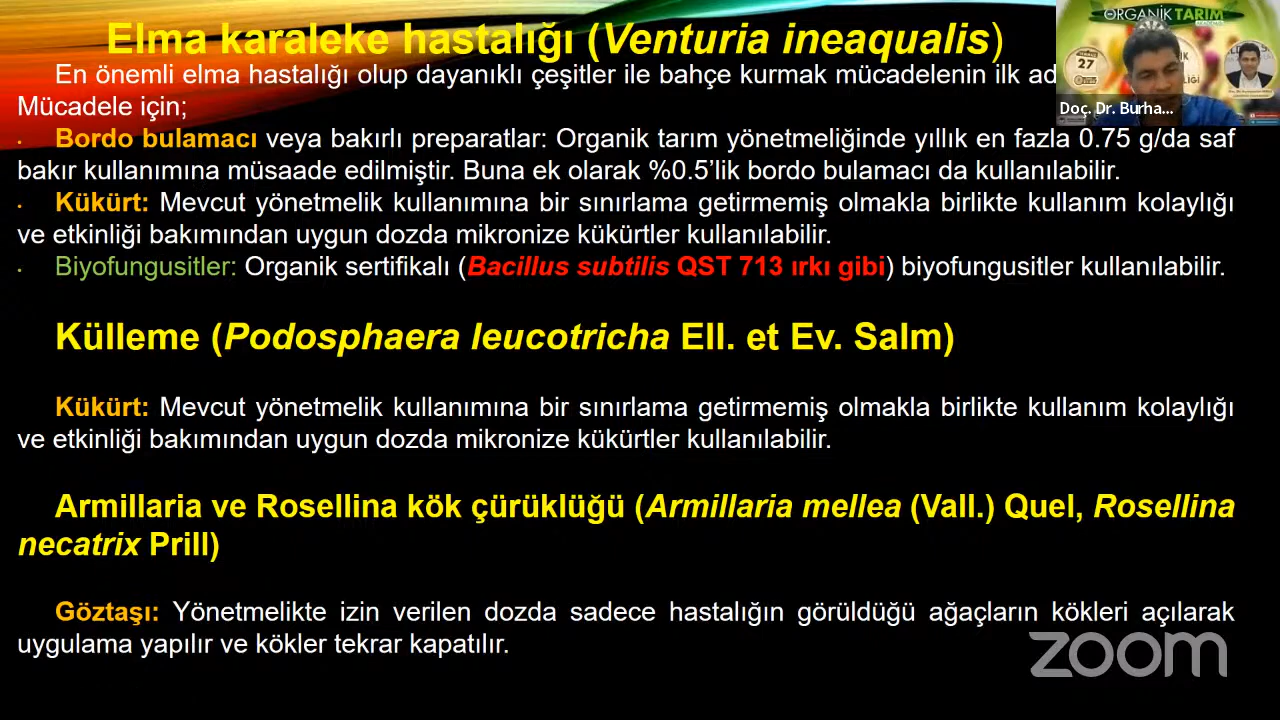 Elma karaleke hastalığı (Venturia ineaqualis)
En önemli elma hastalığı olup dayanıklı çeşitler ile bahçe kurmak mücadelenin ilk ad
Mücadele için;
• Bordo bulamacı veya bakırlı preparatlar: Organik tarım yönetmeliğinde yıllık en fazla 0.75 g/da saf
bakır kullanımına müsaade edilmiştir. Buna ek olarak %0.5’lik bordo bulamacı da kullanılabilir.
• Kükürt: Mevcut yönetmelik kullanımına bir sınırlama getirmemiş olmakla birlikte kullanım kolaylığı
ve etkinliği bakımından uygun dozda mikronize kükürtler kullanılabilir.
• Biyofungusitler: Organik sertifikalı (Bacillus subtilis QST 713 ırkı gibi) biyofungusitler kullanılabilir.
Külleme (Podosphaera leucotricha Ell. et Ev. Salm)
Kükürt: Mevcut yönetmelik kullanımına bir sınırlama getirmemiş olmakla birlikte kullanım kolaylığı
ve etkinliği bakımından uygun dozda mikronize kükürtler kullanılabilir.
Armillaria ve Rosellina kök çürüklüğü (Armillaria mellea (Vall.) Quel, Rosellina
necatrix Prill)
Göztaşı: Yönetmelikte izin verilen dozda sadece hastalığın görüldüğü ağaçların kökleri açılarak
uygulama yapılır ve kökler tekrar kapatılır.
ORGANİK TARIM
27
Doç. Dr. Burha...
zoom